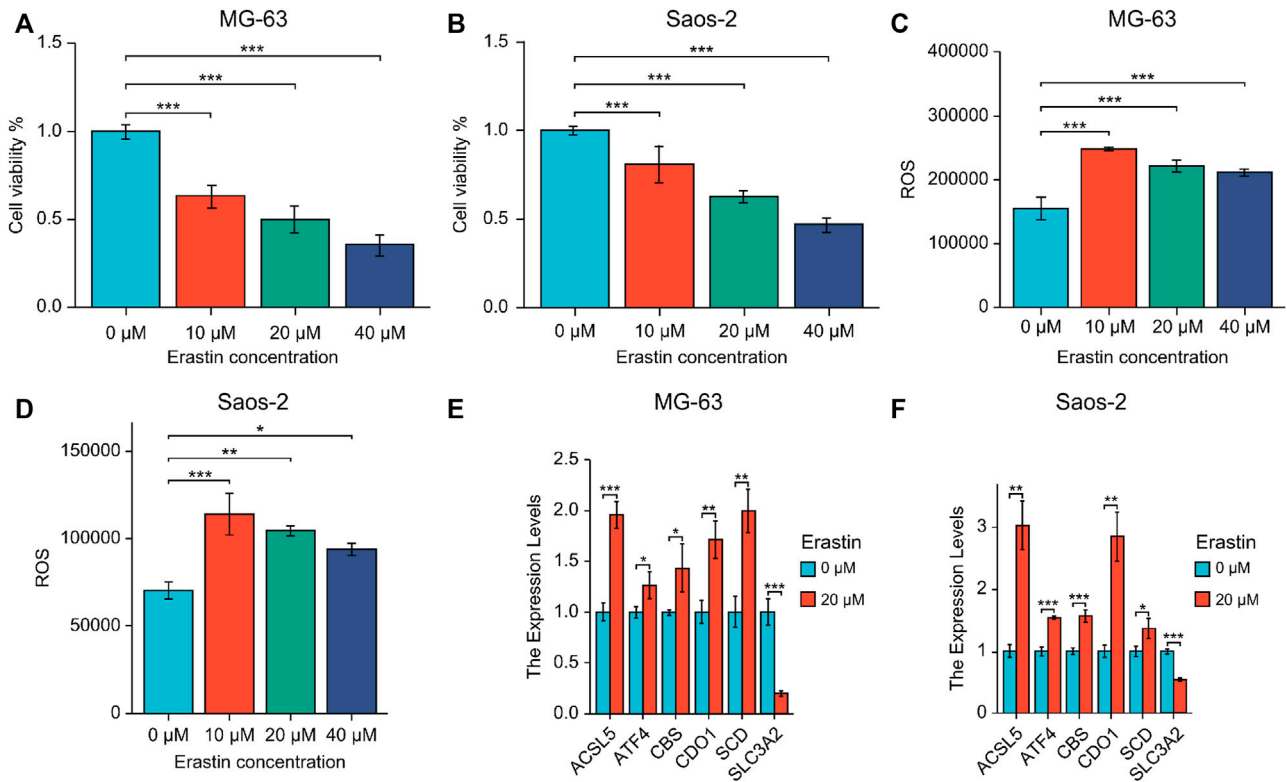 A
MG-63
Cell viability %
1.5
1.0
0.5
0.0
***
***
***
0 µM 10 µM 20 µM 40 µM
Erastin concentration
B
Saos-2
Cell viability %
1.5
1.0
0.5
0.0
***
***
***
0 µM 10 µM 20 µM 40 µM
Erastin concentration
C
MG-63
ROS
400000
300000
200000
100000
0
***
***
***
0 µM 10 µM 20 µM 40 µM
Erastin concentration
D
Saos-2
ROS
150000
100000
50000
0
*
**
***
0 µM 10 µM 20 µM 40 µM
Erastin concentration
E
MG-63
The Expression Levels
2.5
2.0
1.5
1.0
0.5
0.0
*** * * ** ** ***
ACSL5 ATF4 CBS CDO1 SCD SLC3A2
Erastin
0 µM
20 µM
F
Saos-2
The Expression Levels
3
2
1
0
** *** *** ** * ***
ACSL5 ATF4 CBS CDO1 SCD SLC3A2
Erastin
0 µM
20 µM